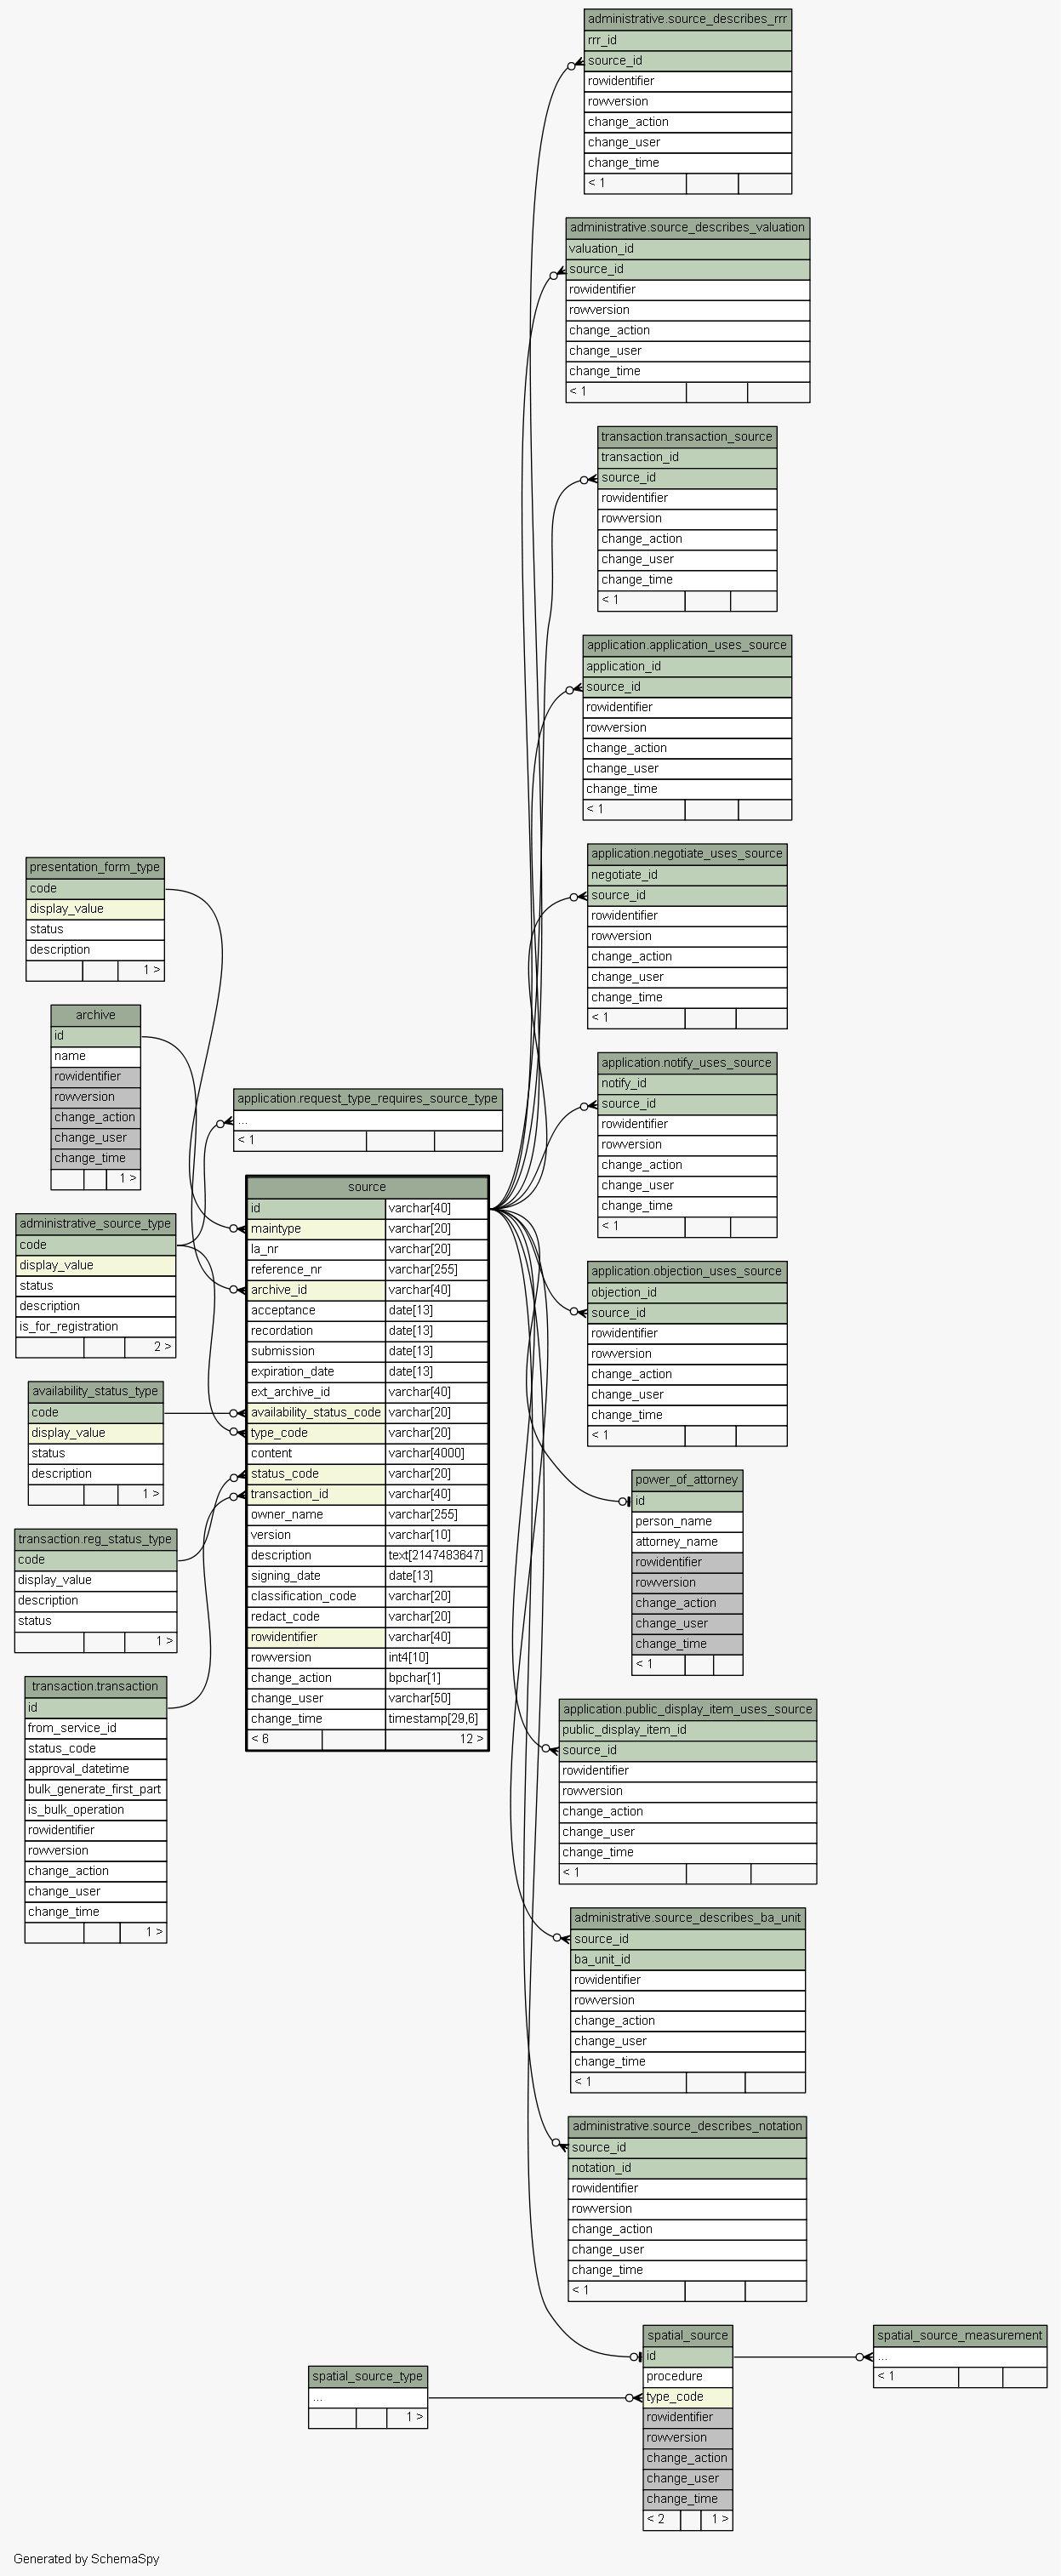 administrative.source_describes_rrr
rrr_id
source_id
rowidentifier
rowversion
change_action
change_user
change_time
< 1
administrative.source_describes_valuation
valuation_id
source_id
rowidentifier
rowversion
change_action
change_user
change_time
< 1
transaction.transaction_source
transaction_id
source_id
rowidentifier
rowversion
change_action
change_user
change_time
< 1
application.application_uses_source
application_id
source_id
rowidentifier
rowversion
change_action
change_user
change_time
< 1
application.negotiate_uses_source
negotiate_id
source_id
rowidentifier
rowversion
change_action
change_user
change_time
< 1
presentation_form_type
code
display_value
status
description
1 >
archive
id
name
rowidentifier
rowversion
change_action
change_user
change_time
1 >
application.notify_uses_source
notify_id
source_id
rowidentifier
rowversion
change_action
change_user
change_time
< 1
application.request_type_requires_source_type
...
< 1
administrative_source_type
code
display_value
status
description
is_for_registration
2 >
availability_status_type
code
display_value
status
description
1 >
transaction.reg_status_type
code
display_value
description
status
1 >
transaction.transaction
id
from_service_id
status_code
approval_datetime
bulk_generate_first_part
is_bulk_operation
rowidentifier
rowversion
change_action
change_user
change_time
1 >
source
id varchar[40]
maintype varchar[20]
la_nr varchar[20]
reference_nr varchar[255]
archive_id varchar[40]
acceptance date[13]
recordation date[13]
submission date[13]
expiration_date date[13]
ext_archive_id varchar[40]
availability_status_code varchar[20]
type_code varchar[20]
content varchar[4000]
status_code varchar[20]
transaction_id varchar[40]
owner_name varchar[255]
version varchar[10]
description text[2147483647]
signing_date date[13]
classification_code varchar[20]
redact_code varchar[20]
rowidentifier varchar[40]
rowversion int4[10]
change_action bpchar[1]
change_user varchar[50]
change_time timestamp[29,6]
< 6 12 >
application.objection_uses_source
objection_id
source_id
rowidentifier
rowversion
change_action
change_user
change_time
< 1
power_of_attorney
id
person_name
attorney_name
rowidentifier
rowversion
change_action
change_user
change_time
< 1
application.public_display_item_uses_source
public_display_item_id
source_id
rowidentifier
rowversion
change_action
change_user
change_time
< 1
administrative.source_describes_ba_unit
source_id
ba_unit_id
rowidentifier
rowversion
change_action
change_user
change_time
< 1
administrative.source_describes_notation
source_id
notation_id
rowidentifier
rowversion
change_action
change_user
change_time
< 1
spatial_source
id
procedure
type_code
rowidentifier
rowversion
change_action
change_user
change_time
< 2 1 >
spatial_source_measurement
...
< 1
spatial_source_type
...
1 >
Generated by SchemaSpy